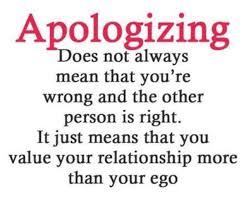 Apologizing
Does not always
mean that you're
wrong and the other
person is right.
It just means that you
value your relationship more
than your ego